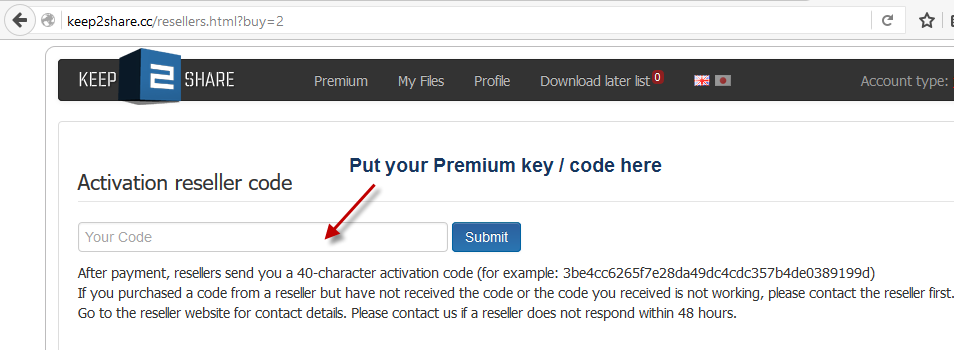 keep2share.cc/resellers.html?buy=2
KEEP 2 SHARE Premium My Files Profile Download later list 0 Account type:
Put your Premium key / code here
Activation reseller code
Your Code Submit
After payment, resellers send you a 40-character activation code (for example: 3be4cc6265f7e28da49dc4cdc357b4de0389199d)
If you purchased a code from a reseller but have not received the code or the code you received is not working, please contact the reseller first.
Go to the reseller website for contact details. Please contact us if a reseller does not respond within 48 hours.